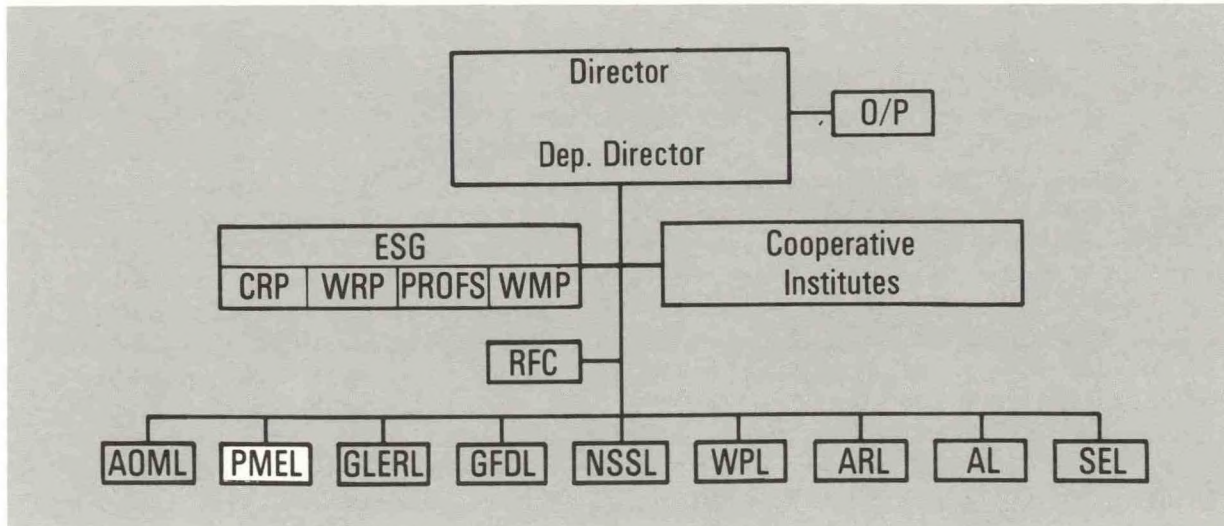 Director
Dep. Director
O/P
ESG
CRP WRP PROFS WMP
Cooperative
Institutes
RFC
AOML PMEL GLERL GFDL NSSL WPL ARL AL SEL